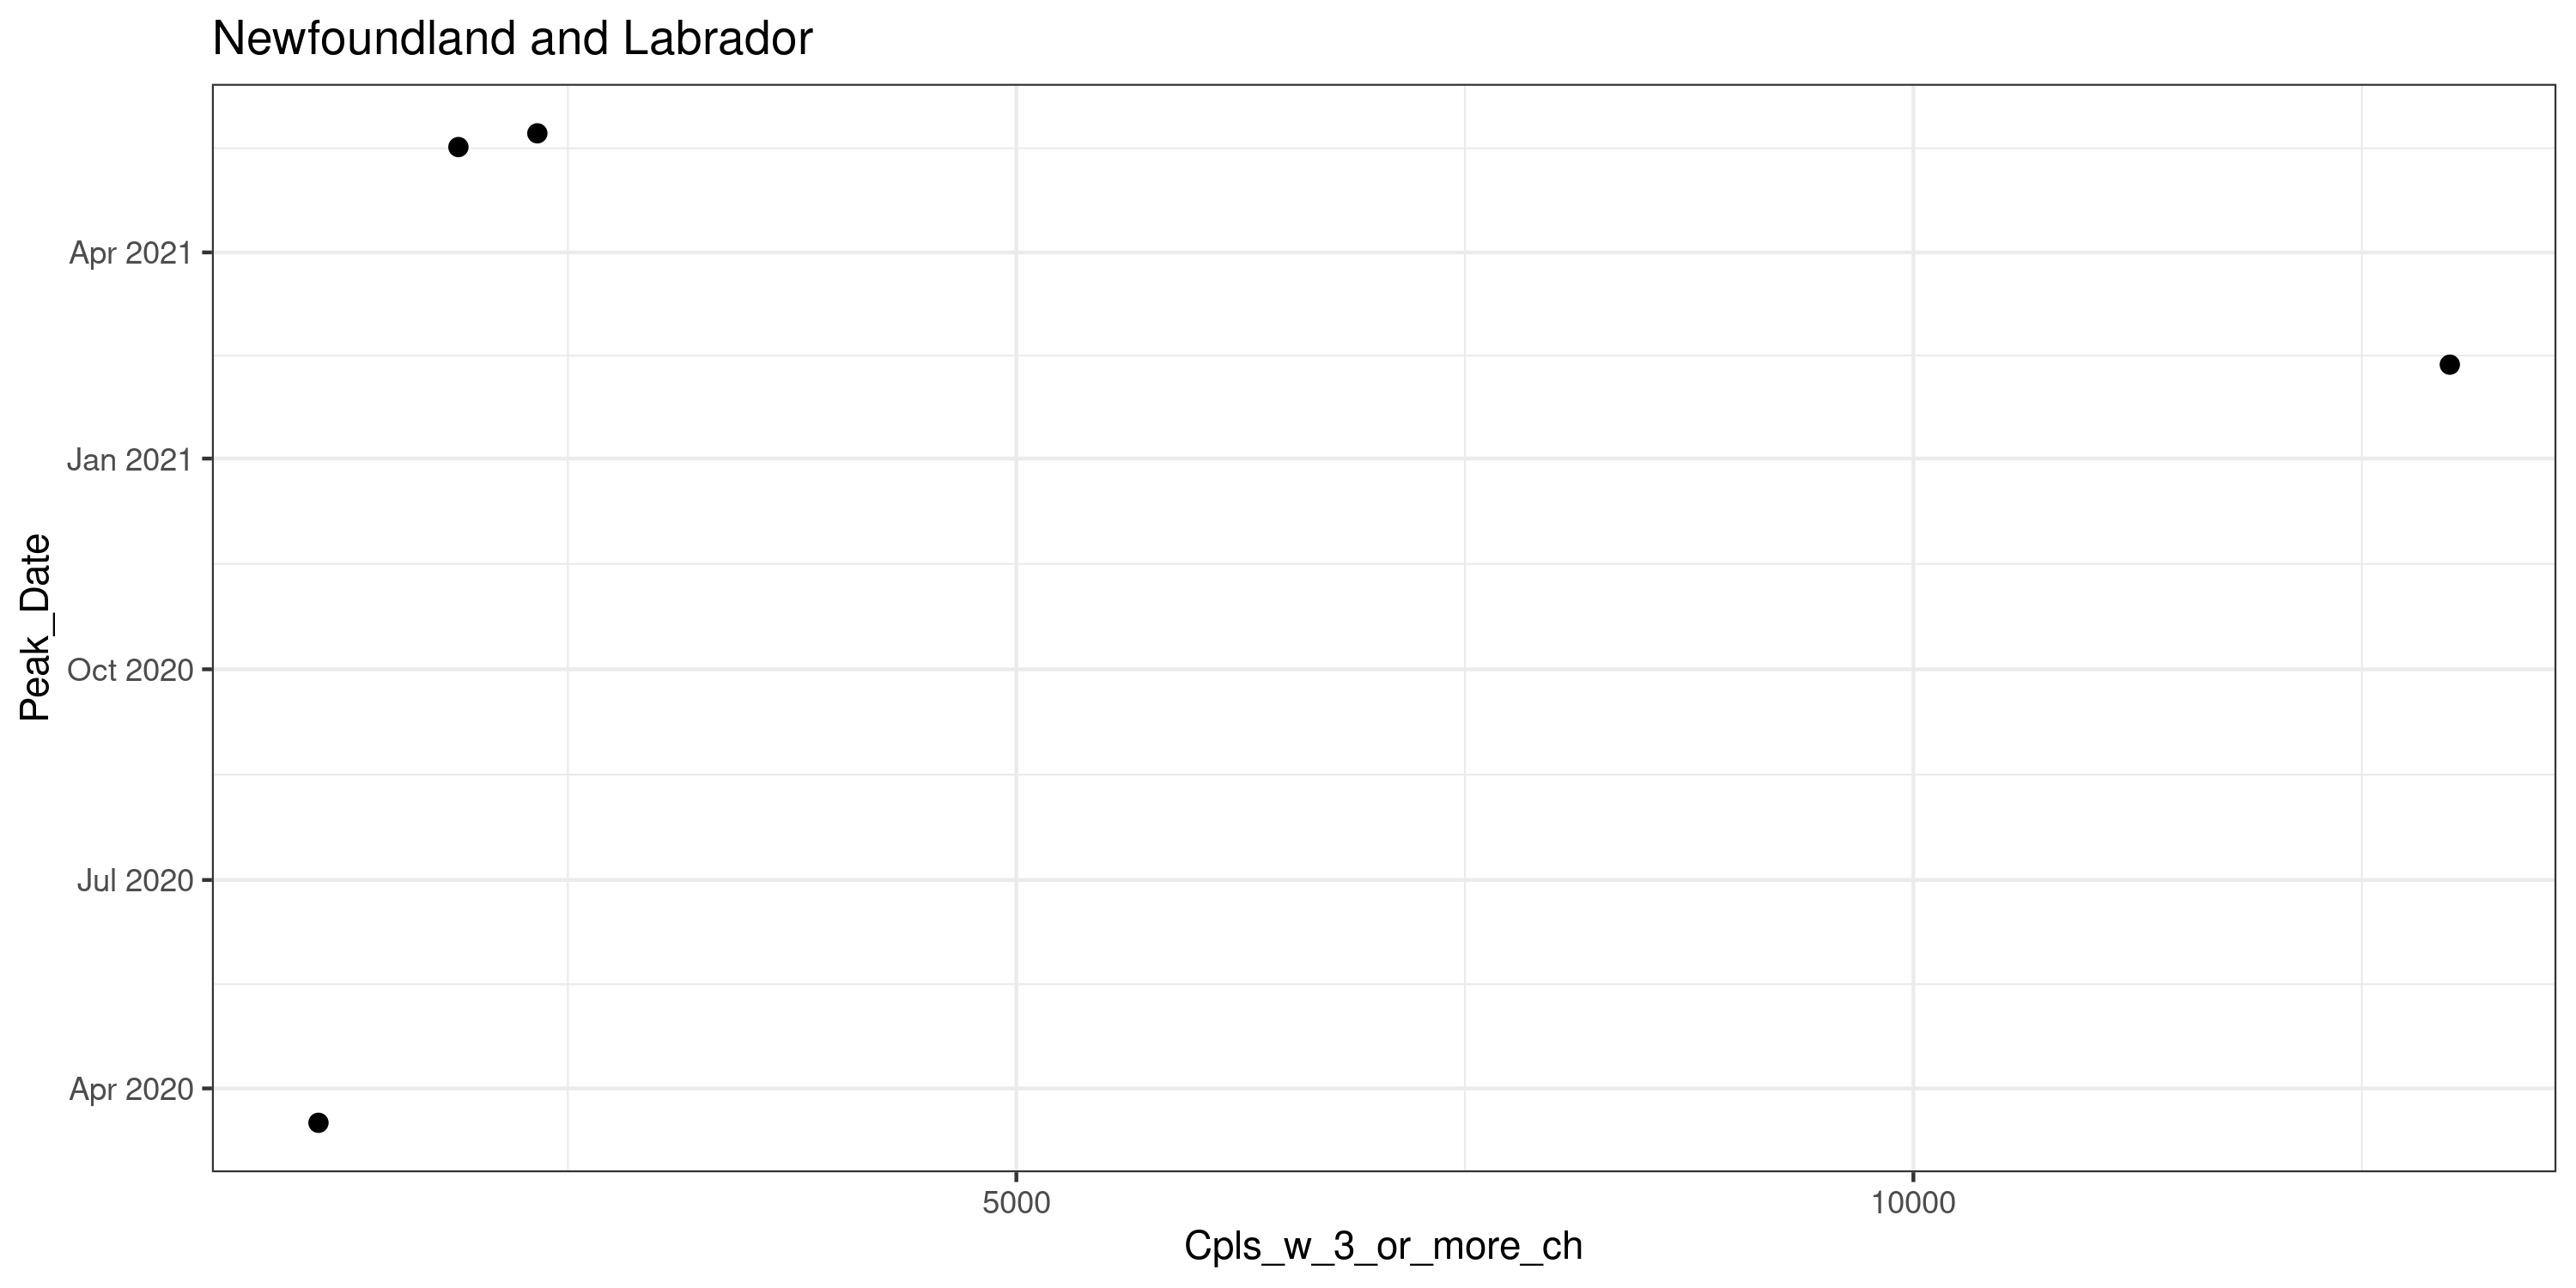 Newfoundland and Labrador
Apr 2021
Jan 2021
Oct 2020
Jul 2020
Apr 2020
Peak_Date
5000
10000
Cpls_w_3_or_more_ch